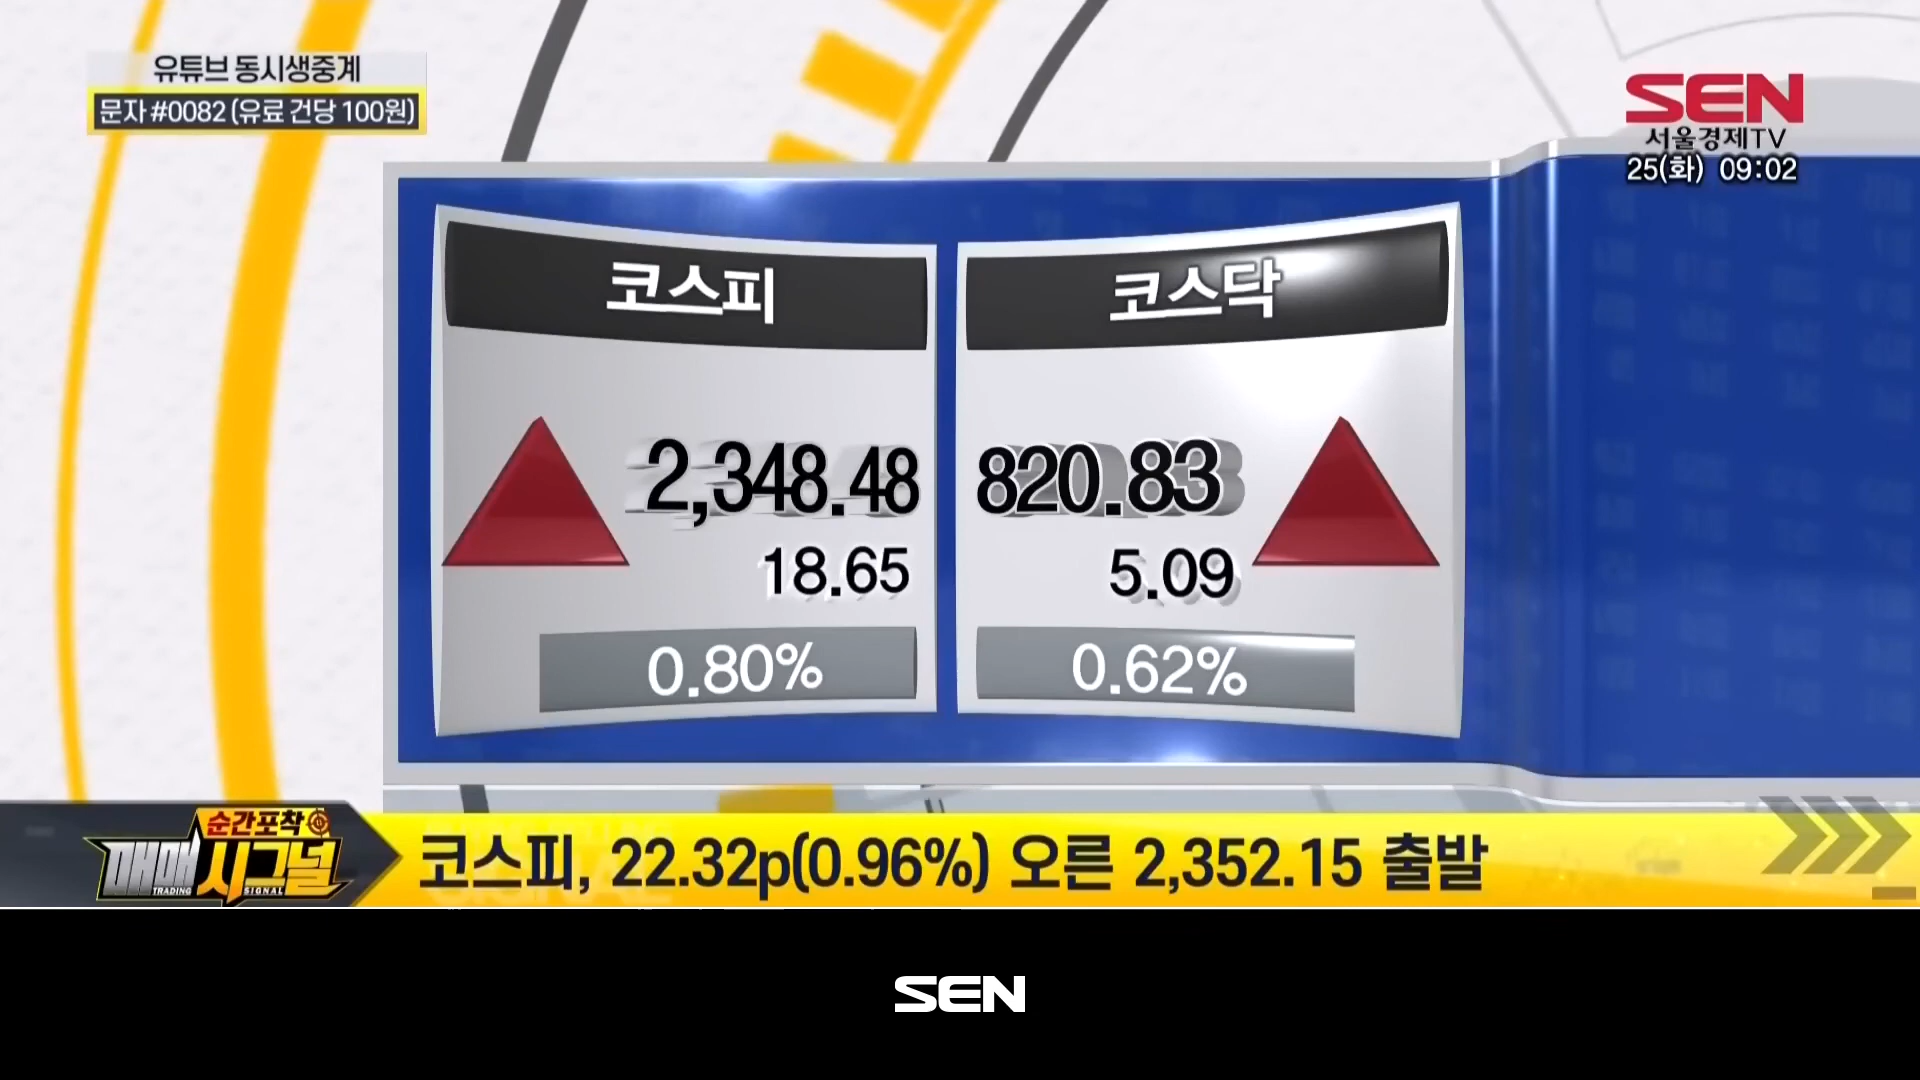 유튜브 동시생중계
문자 #0082 (유료 건당 100원)
SEN
서울경제TV
25(화) 09:02
코스피
2,348.48
18.65
0.80%
코스닥
820.83
5.09
0.62%
순간포착
매매 시그널
TRADING SIGNAL
코스피, 22.32p(0.96%) 오른 2,352.15 출발
SEN